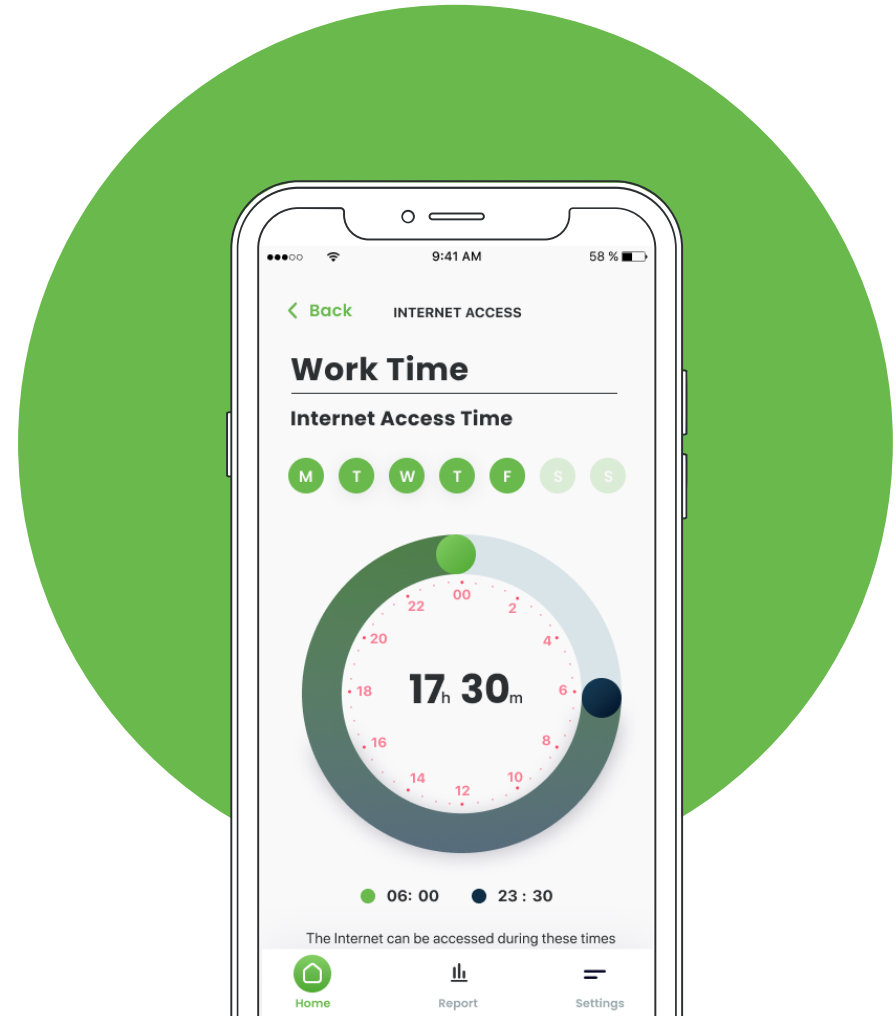 9:41 AM 58 %
Back INTERNET ACCESS
Work Time
Internet Access Time
M T W T F S S
00
22 2
20 4
18 17h 30m 6
16 8
14 10
12
06: 00 23 : 30
The Internet can be accessed during these times
Home Report Settings